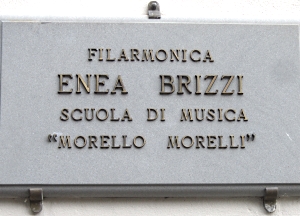 FILARMONICA
ENEA BRIZZI
SCUOLA DI MUSICA
"MORELLO MORELLI"